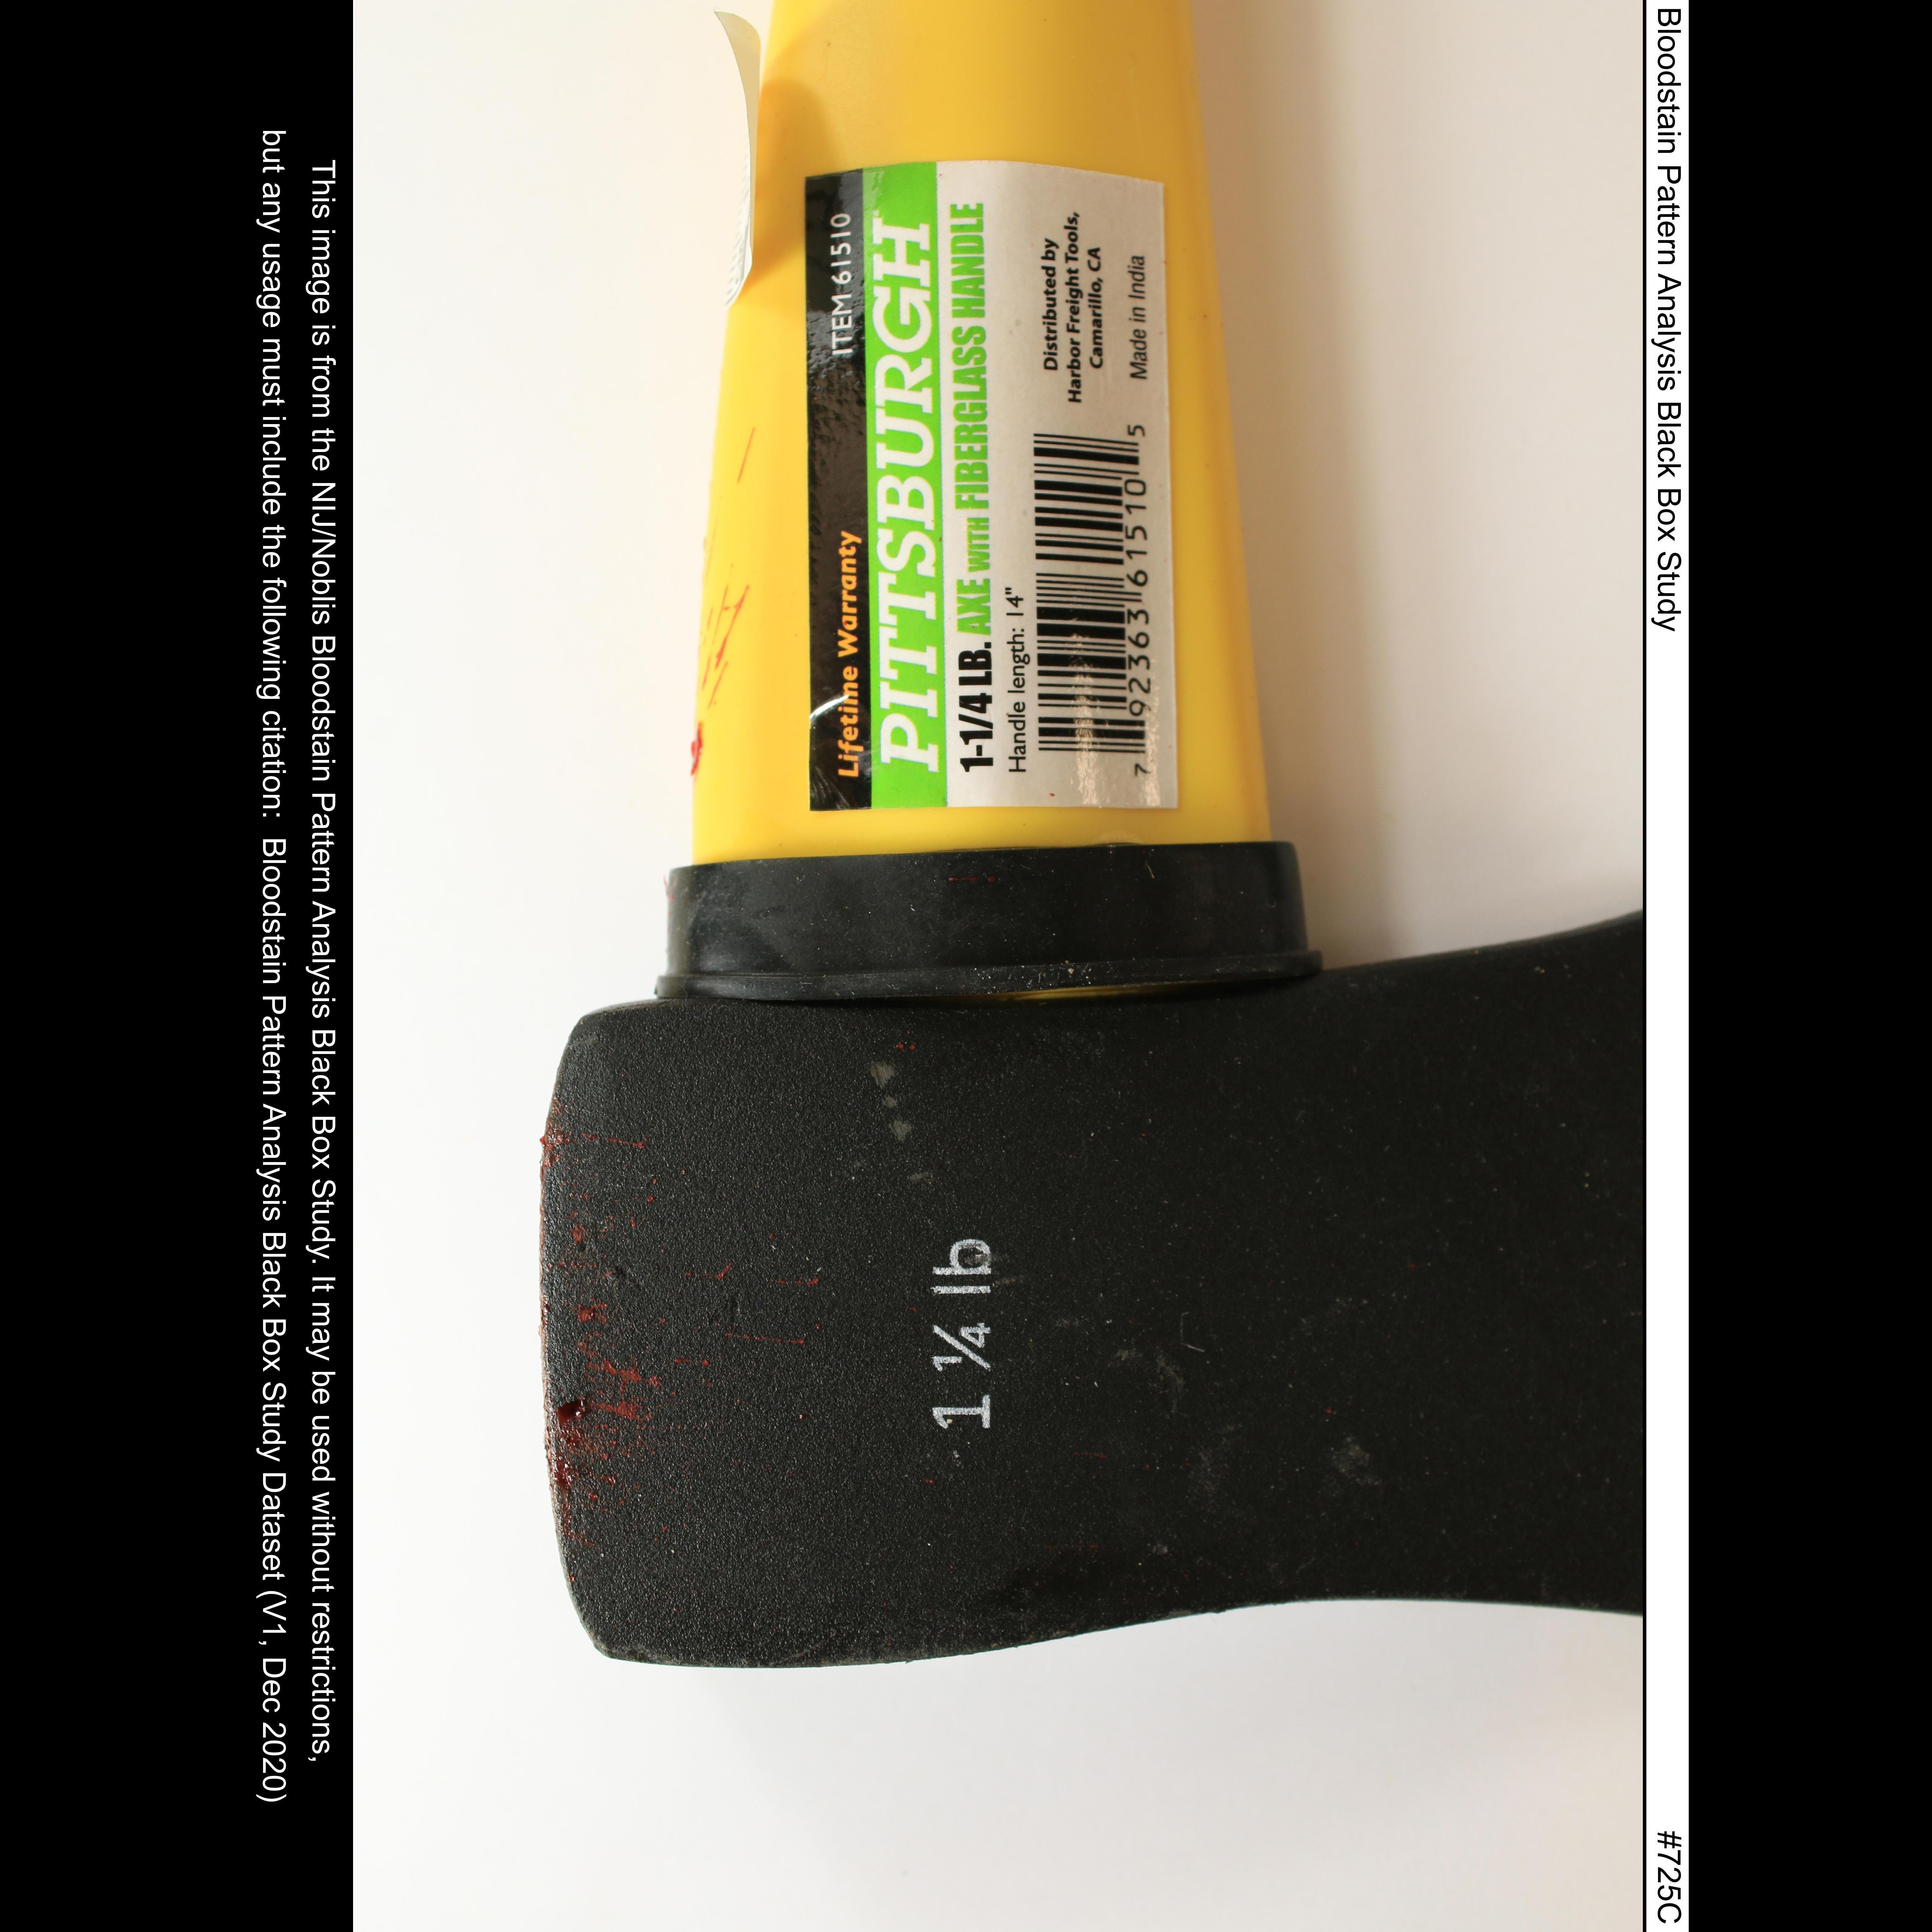 Bloodstain Pattern Analysis Black Box Study
#725C
Lifetime Warranty
ITEM 61510
PITTSBURGH
1-1/4 LB. AXE WITH FIBERGLASS HANDLE
Handle length: 14"
Distributed by
Harbor Freight Tools,
Camarillo, CA
Made in India
7 92363 61510 5
1 ¼ lb
This image is from the NIJ/Noblis Bloodstain Pattern Analysis Black Box Study. It may be used without restrictions,
but any usage must include the following citation: Bloodstain Pattern Analysis Black Box Study Dataset (V1, Dec 2020)